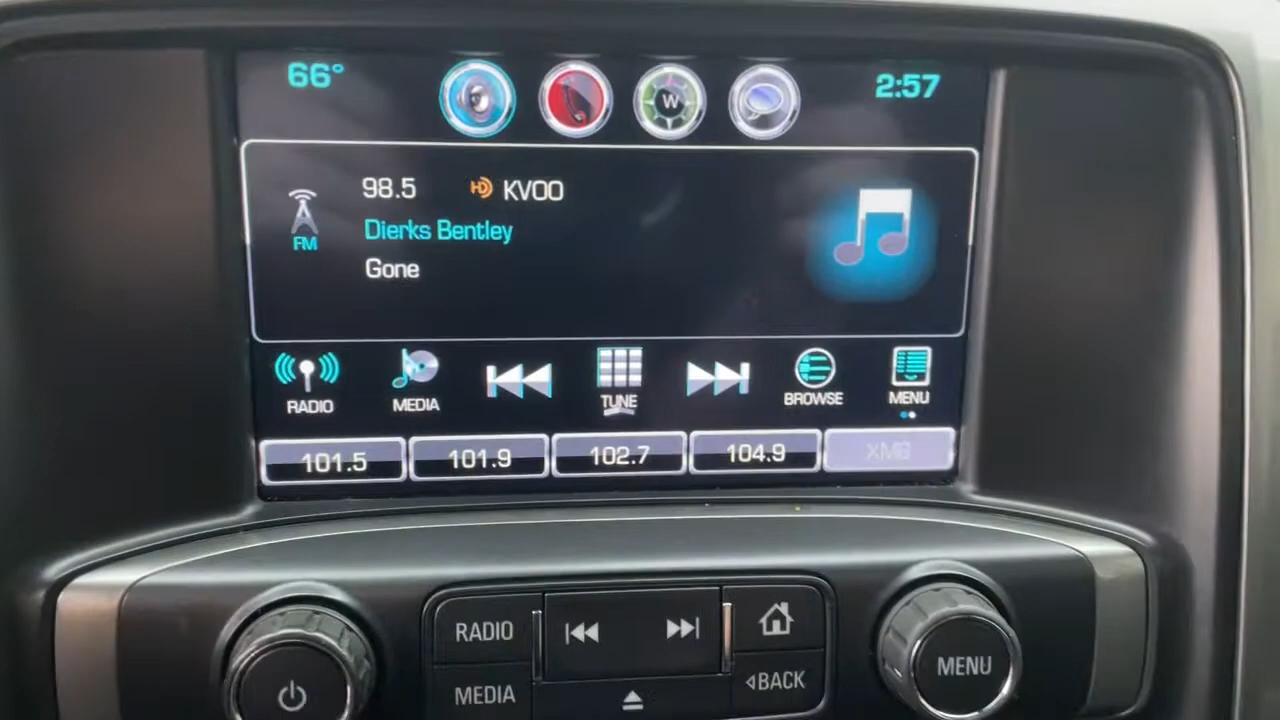 66°
W
2:57
98.5 HD KVOO
FM
Dierks Bentley
Gone
RADIO MEDIA TUNE BROWSE MENU
101.5 101.9 102.7 104.9
RADIO
MEDIA
BACK
MENU